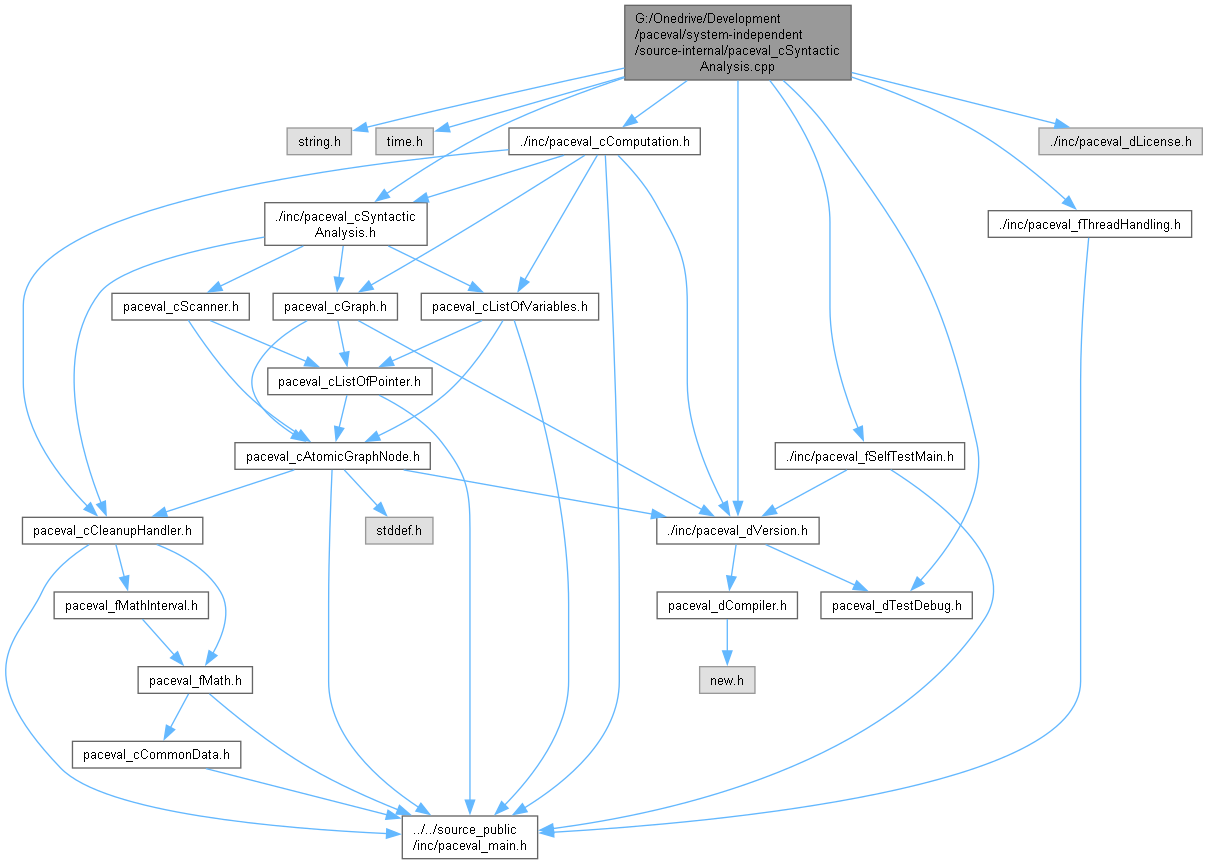 G:/Onedrive/Development
/paceval/system-independent
/source-internal/paceval_cSyntactic
Analysis.cpp
string.h
time.h
./inc/paceval_cComputation.h
./inc/paceval_dLicense.h
./inc/paceval_cSyntactic
Analysis.h
./inc/paceval_fThreadHandling.h
paceval_cScanner.h
paceval_cGraph.h
paceval_cListOfVariables.h
paceval_cListOfPointer.h
paceval_cAtomicGraphNode.h
./inc/paceval_fSelfTestMain.h
paceval_cCleanupHandler.h
stddef.h
./inc/paceval_dVersion.h
paceval_fMathInterval.h
paceval_dCompiler.h
paceval_dTestDebug.h
paceval_fMath.h
new.h
paceval_cCommonData.h
../../source_public
/inc/paceval_main.h